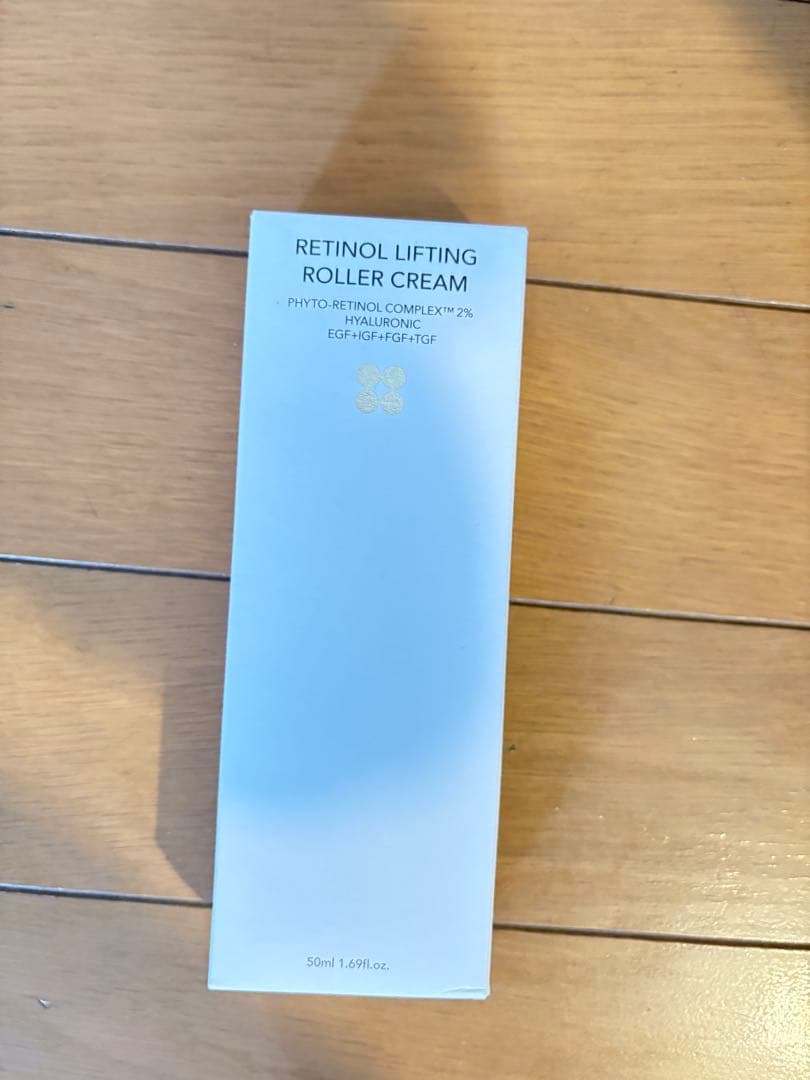 RETINOL LIFTING
ROLLER CREAM
PHYTO-RETINOL COMPLEX™ 2%
HYALURONIC
EGF+IGF+FGF+TGF
50ml 1.69fl.oz.